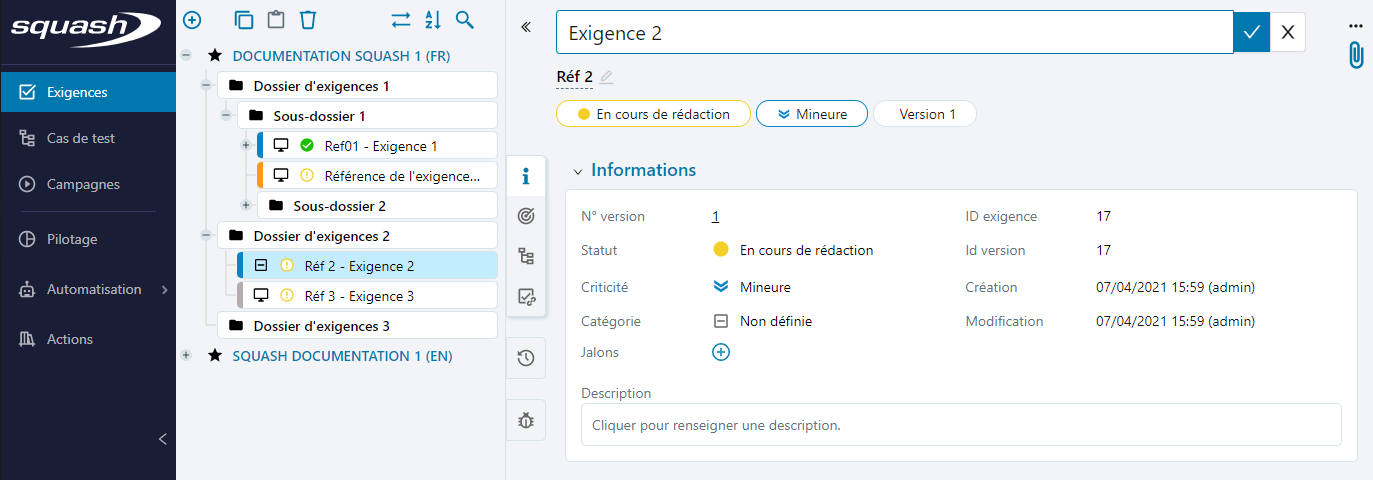 squash
Exigences
Cas de test
Campagnes
Pilotage
Automatisation
Actions
DOCUMENTATION SQUASH 1 (FR)
Dossier d'exigences 1
Sous-dossier 1
Ref01 - Exigence 1
Référence de l'exigence...
Sous-dossier 2
Dossier d'exigences 2
Réf 2 - Exigence 2
Réf 3 - Exigence 3
Dossier d'exigences 3
SQUASH DOCUMENTATION 1 (EN)
Exigence 2
Réf 2
En cours de rédaction Mineure Version 1
Informations
N° version 1 ID exigence 17
Statut En cours de rédaction Id version 17
Criticité Mineure Création 07/04/2021 15:59 (admin)
Catégorie Non définie Modification 07/04/2021 15:59 (admin)
Jalons
Description
Cliquer pour renseigner une description.